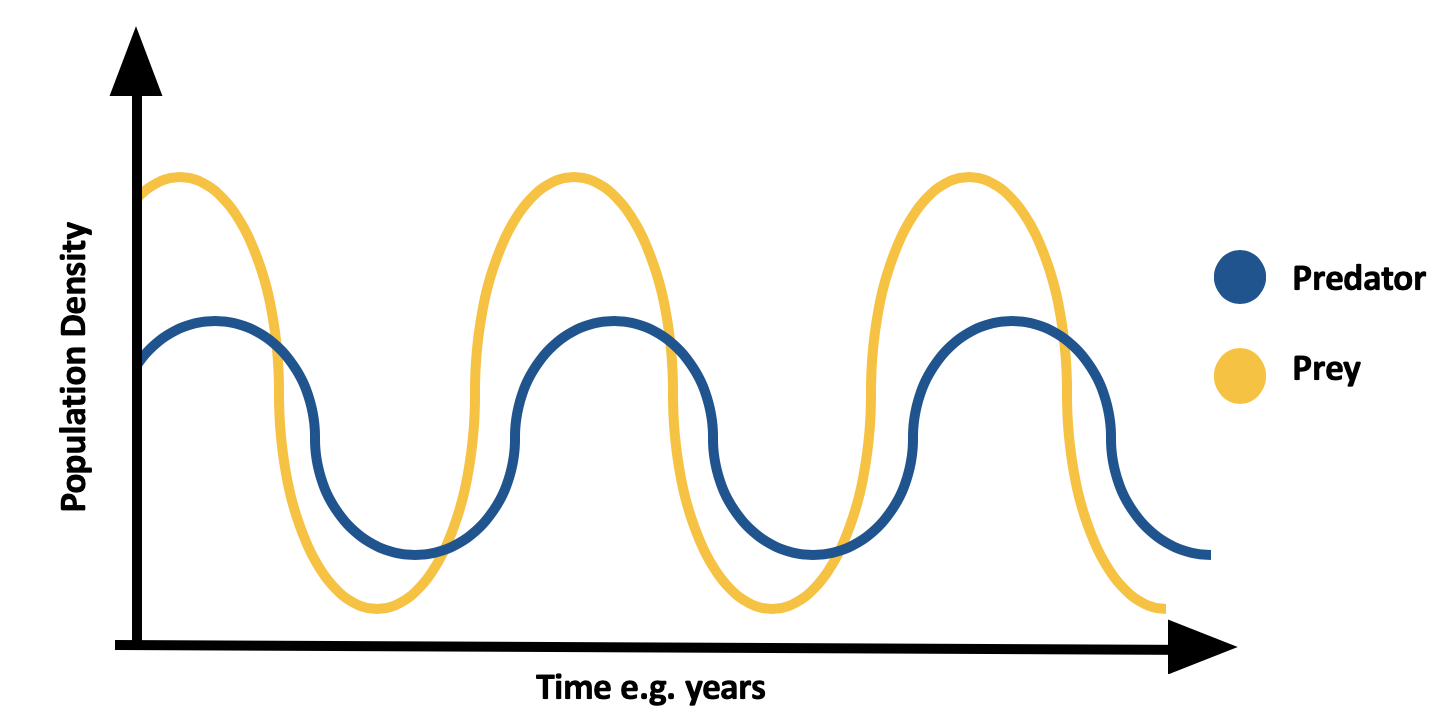 Population Density
Predator
Prey
Time e.g. years